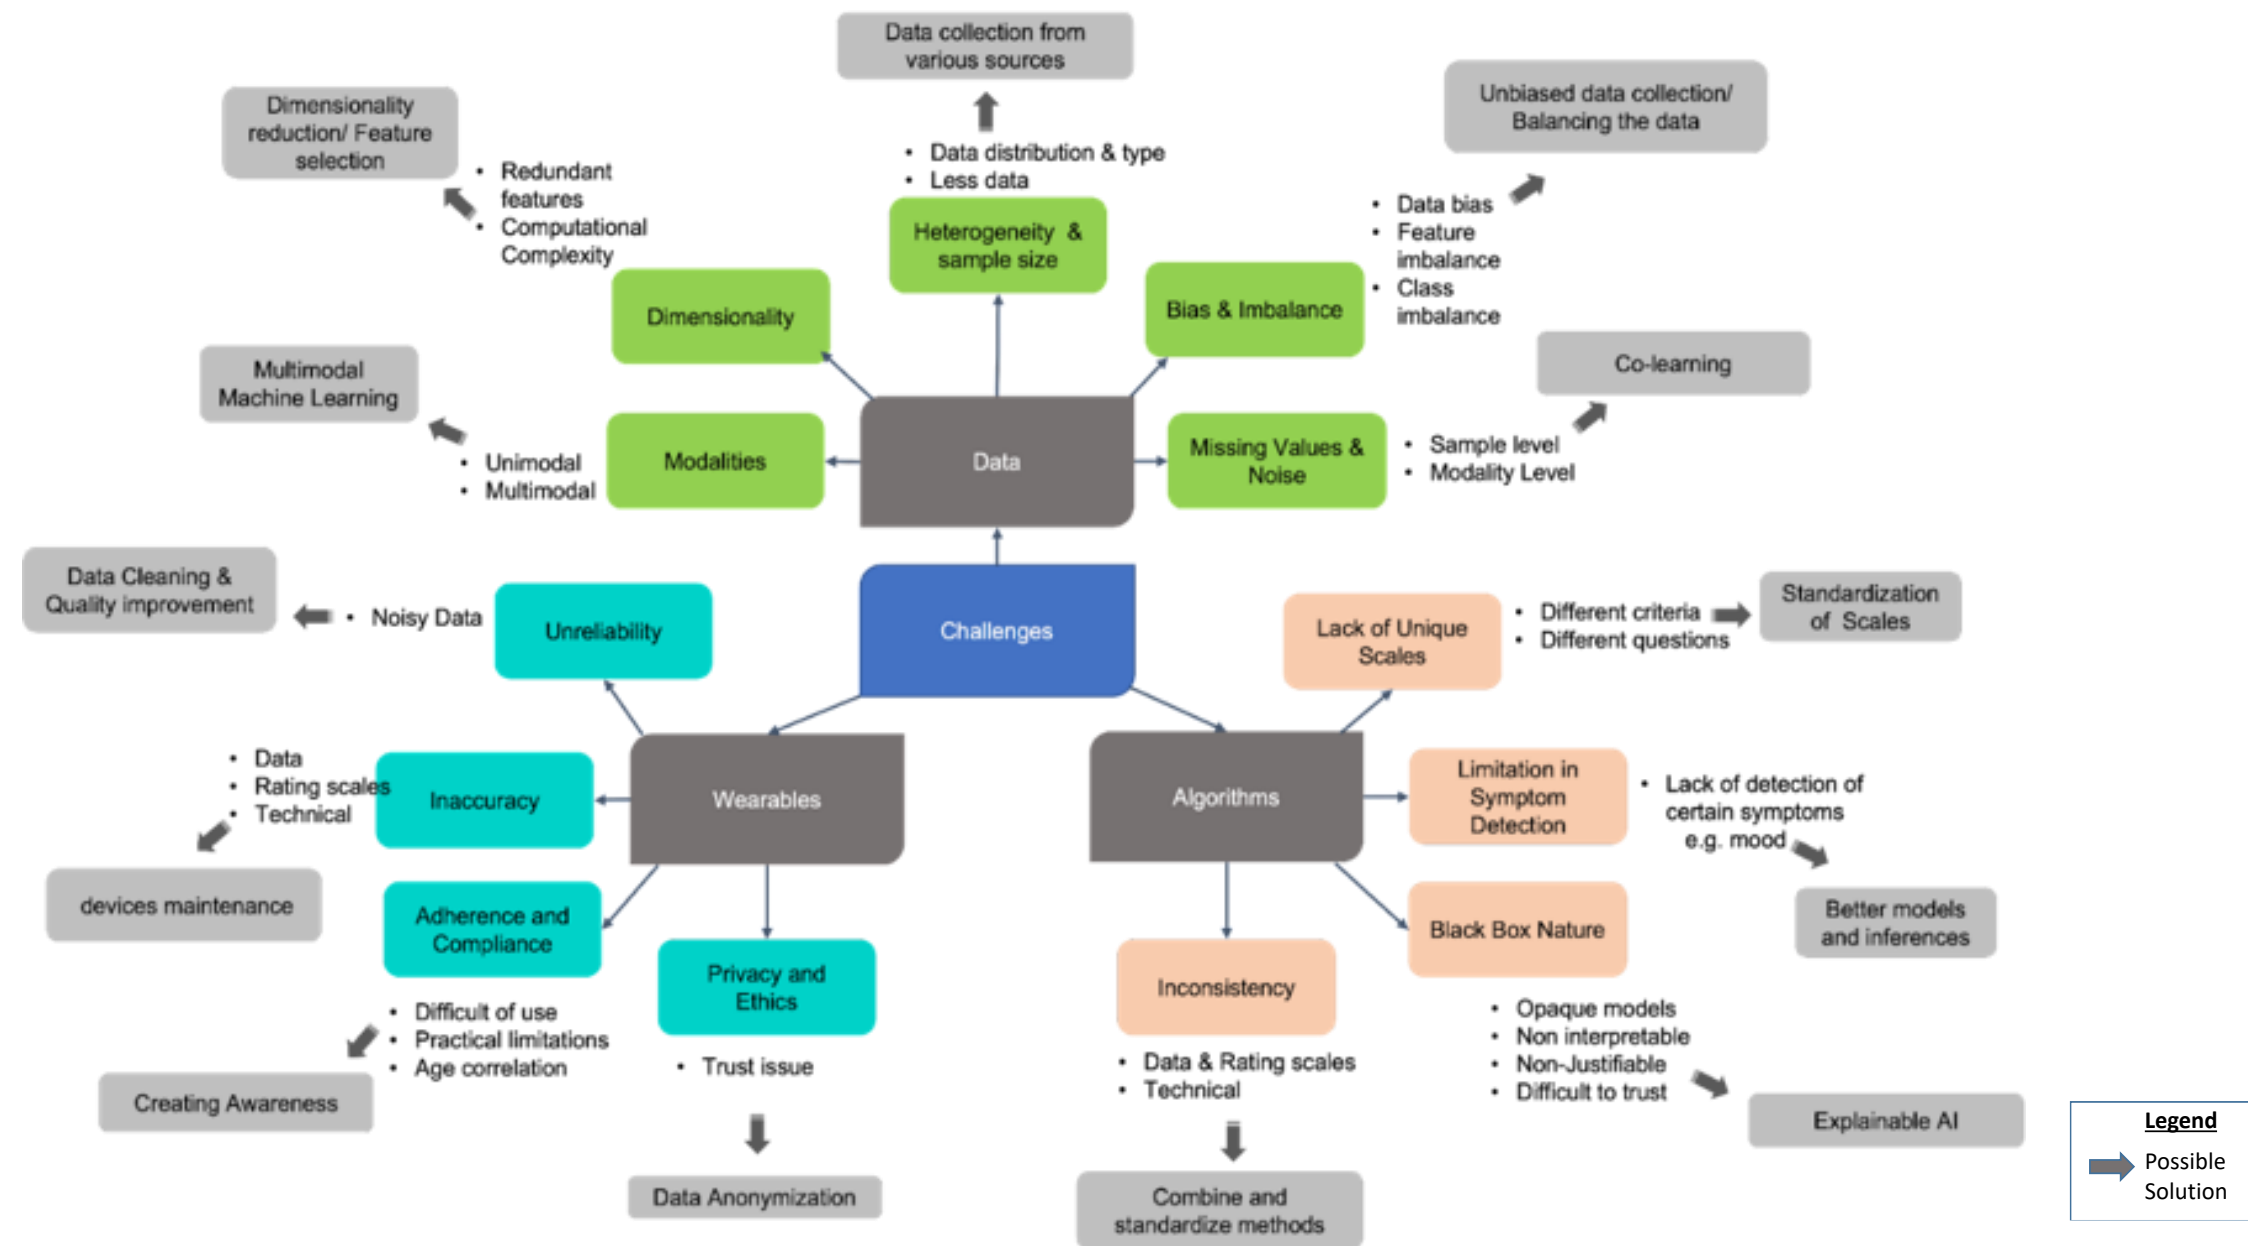 Data collection from
various sources
Dimensionality
reduction/ Feature
selection
Unbiased data collection/
Balancing the data
• Redundant
features
• Computational
Complexity
• Data distribution & type
• Less data
• Data bias
• Feature
imbalance
• Class
imbalance
Heterogeneity &
sample size
Dimensionality
Bias & Imbalance
Multimodal
Machine Learning
Co-learning
• Unimodal
• Multimodal
Modalities
Data
Missing Values &
Noise
• Sample level
• Modality Level
Data Cleaning &
Quality improvement
• Noisy Data
Unreliability
Challenges
Lack of Unique
Scales
• Different criteria
• Different questions
Standardization
of Scales
• Data
• Rating scales
• Technical
Inaccuracy
Wearables
Algorithms
Limitation in
Symptom
Detection
• Lack of detection of
certain symptoms
e.g. mood
devices maintenance
Adherence and
Compliance
Privacy and
Ethics
Inconsistency
Black Box Nature
Better models
and inferences
• Difficult of use
• Practical limitations
• Age correlation
• Trust issue
• Data & Rating scales
• Technical
• Opaque models
• Non interpretable
• Non-Justifiable
• Difficult to trust
Creating Awareness
Data Anonymization
Combine and
standardize methods
Explainable AI
Legend
Possible
Solution